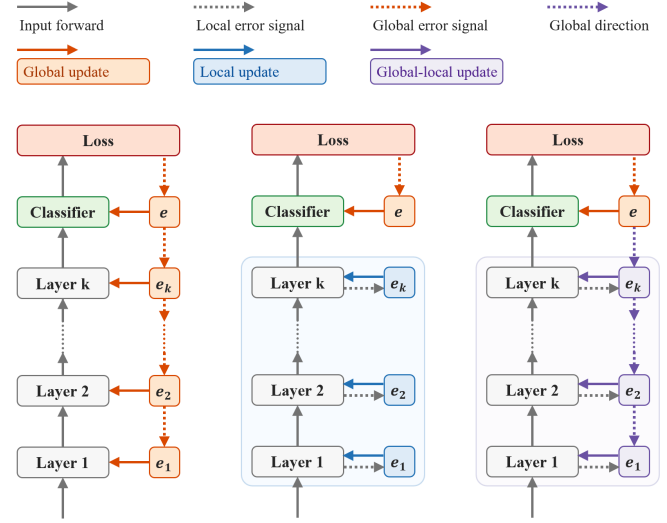 Input forward
Local error signal
Global error signal
Global direction
Global update
Local update
Global-local update
Loss
Classifier
e
Layer k
e_k
Layer 2
e_2
Layer 1
e_1
Loss
Classifier
e
Layer k
e_k
Layer 2
e_2
Layer 1
e_1
Loss
Classifier
e
Layer k
e_k
Layer 2
e_2
Layer 1
e_1